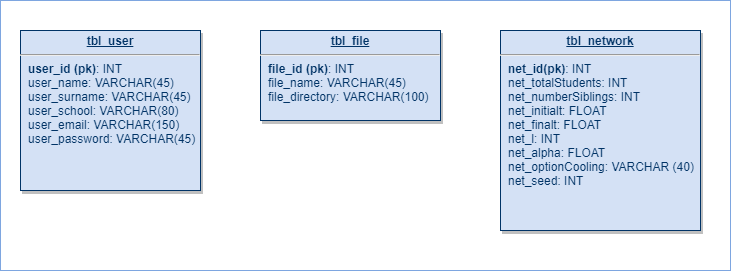 tbl_user
user_id (pk): INT
user_name: VARCHAR(45)
user_surname: VARCHAR(45)
user_school: VARCHAR(80)
user_email: VARCHAR(150)
user_password: VARCHAR(45)
tbl_file
file_id (pk): INT
file_name: VARCHAR(45)
file_directory: VARCHAR(100)
tbl_network
net_id(pk): INT
net_totalStudents: INT
net_numberSiblings: INT
net_initialt: FLOAT
net_finalt: FLOAT
net_l: INT
net_alpha: FLOAT
net_optionCooling: VARCHAR (40)
net_seed: INT